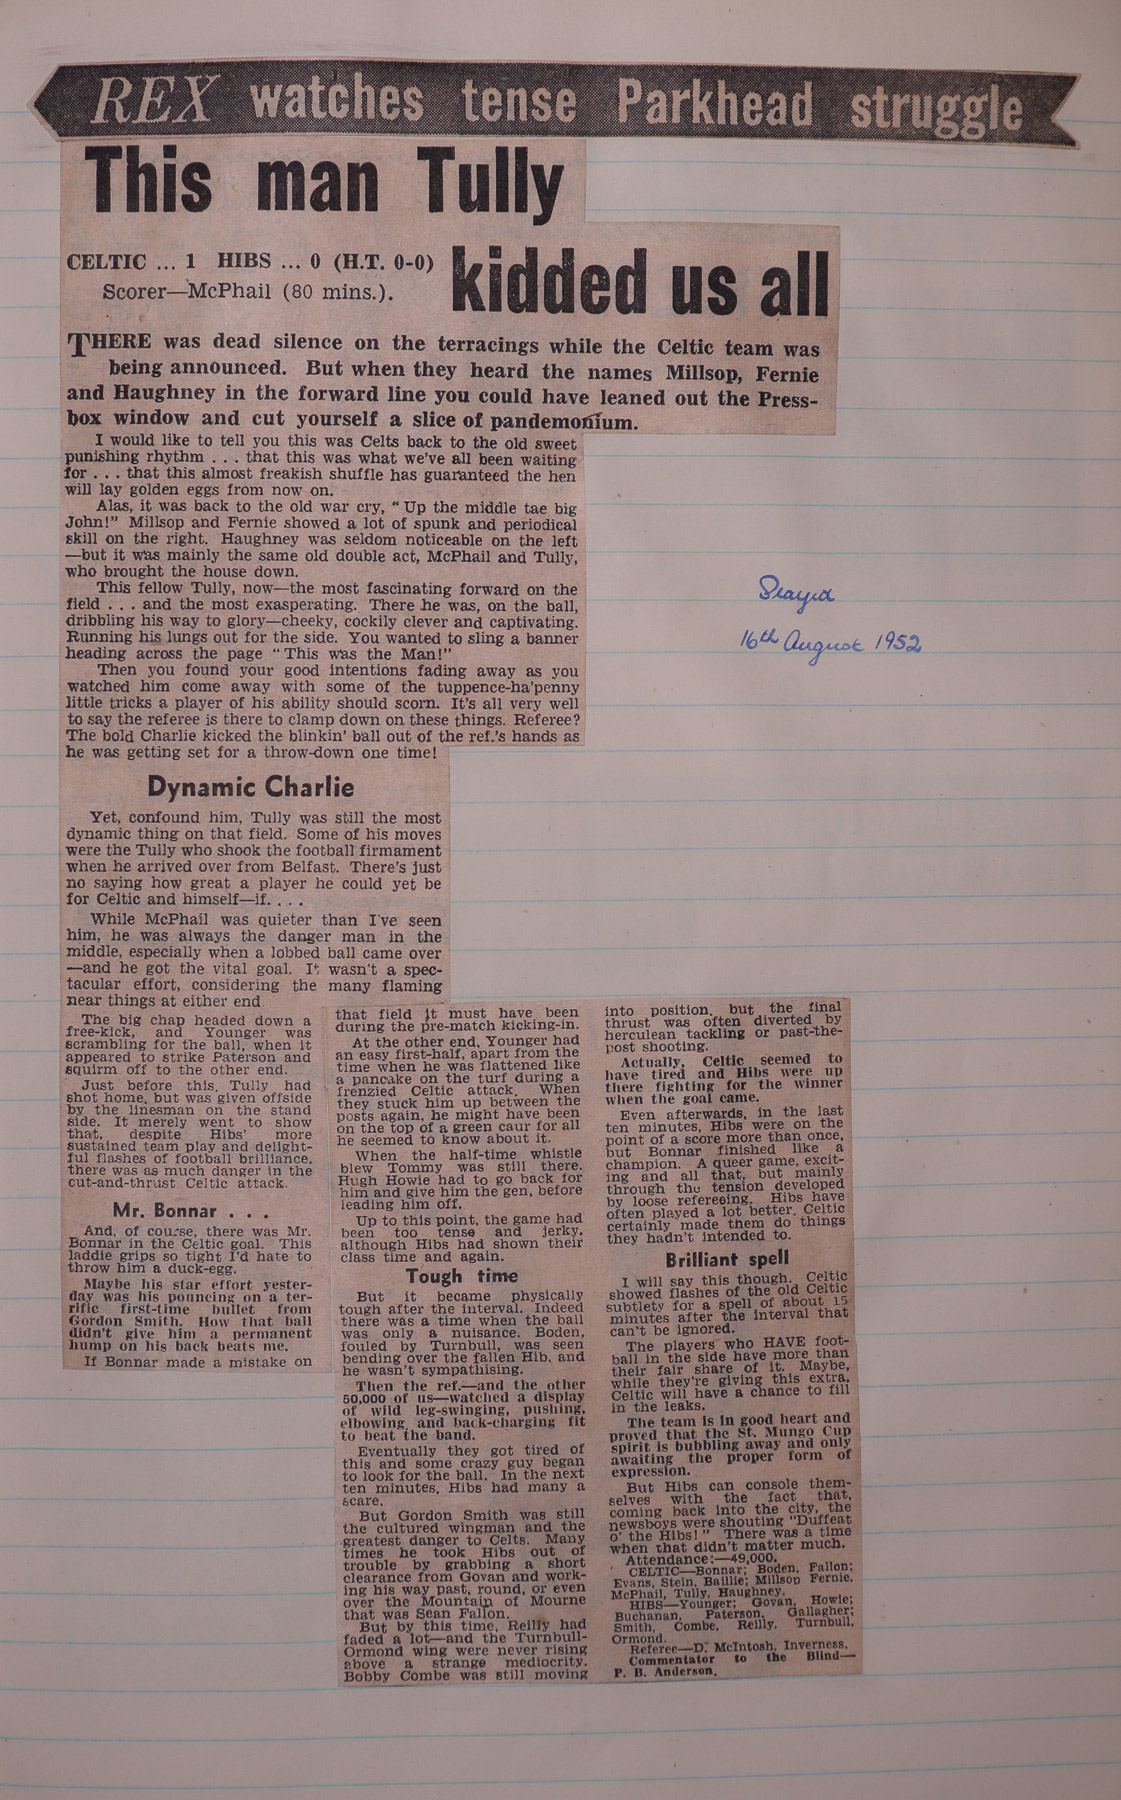 REX watches tense Parkhead struggle
This man Tully
kidded us all
CELTIC ... 1 HIBS ... 0 (H.T. 0-0)
Scorer—McPhail (80 mins.).
THERE was dead silence on the terracings while the Celtic team was
being announced. But when they heard the names Millsop, Fernie
and Haughney in the forward line you could have leaned out the Press-
box window and cut yourself a slice of pandemonium.
I would like to tell you this was Celts back to the old sweet
punishing rhythm . . . that this was what we've all been waiting
for . . . that this almost freakish shuffle has guaranteed the hen
will lay golden eggs from now on.
Alas, it was back to the old war cry, "Up the middle tae big
John!" Millsop and Fernie showed a lot of spunk and periodical
skill on the right. Haughney was seldom noticeable on the left
—but it was mainly the same old double act, McPhail and Tully,
who brought the house down.
This fellow Tully, now—the most fascinating forward on the
field . . . and the most exasperating. There he was, on the ball,
dribbling his way to glory—cheeky, cockily clever and captivating.
Running his lungs out for the side. You wanted to sling a banner
heading across the page "This was the Man!"
Then you found your good intentions fading away as you
watched him come away with some of the tuppence-ha'penny
little tricks a player of his ability should scorn. It's all very well
to say the referee is there to clamp down on these things. Referee?
The bold Charlie kicked the blinkin' ball out of the ref.'s hands as
he was getting set for a throw-down one time!
Played
16th August 1952
Dynamic Charlie
Yet, confound him, Tully was still the most
dynamic thing on that field. Some of his moves
were the Tully who shook the football firmament
when he arrived over from Belfast. There's just
no saying how great a player he could yet be
for Celtic and himself—if. . . .
While McPhail was quieter than I've seen
him, he was always the danger man in the
middle, especially when a lobbed ball came over
—and he got the vital goal. It wasn't a spec-
tacular effort, considering the many flaming
near things at either end.
The big chap headed down a
free-kick, and Younger was
scrambling for the ball, when it
appeared to strike Paterson and
squirm off to the other end.
Just before this, Tully had
shot home, but was given offside
by the linesman on the stand
side. It merely went to show
that, despite Hibs' more
sustained team play and delight-
ful flashes of football brilliance,
there was as much danger in the
cut-and-thrust Celtic attack.
Mr. Bonnar . . .
And, of course, there was Mr.
Bonnar in the Celtic goal. This
laddie grips so tight I'd hate to
throw him a duck-egg.
Maybe his star effort yester-
day was his pouncing on a ter-
rific first-time bullet from
Gordon Smith. How that ball
didn't give him a permanent
hump on his back beats me.
If Bonnar made a mistake on
that field it must have been
during the pre-match kicking-in.
At the other end, Younger had
an easy first-half, apart from the
time when he was flattened like
a pancake on the turf during a
frenzied Celtic attack. When
they stuck him up between the
posts again, he might have been
on the top of a green caur for all
he seemed to know about it.
When the half-time whistle
blew Tommy was still there.
Hugh Howie had to go back for
him and give him the gen, before
leading him off.
Up to this point, the game had
been too tense and jerky,
although Hibs had shown their
class time and again.
Tough time
But it became physically
tough after the interval. Indeed
there was a time when the ball
was only a nuisance. Boden,
fouled by Turnbull, was seen
bending over the fallen Hib, and
he wasn't sympathising.
Then the ref.—and the other
50,000 of us—watched a display
of wild leg-swinging, pushing,
elbowing and back-charging fit
to beat the band.
Eventually they got tired of
this and some crazy guy began
to look for the ball. In the next
ten minutes, Hibs had many a
scare.
But Gordon Smith was still
the cultured wingman and the
greatest danger to Celts. Many
times he took Hibs out of
trouble by grabbing a short
clearance from Govan and work-
ing his way past, round, or even
over the Mountain of Mourne
that was Sean Fallon.
But by this time, Reilly had
faded a lot—and the Turnbull-
Ormond wing were never rising
above a strange mediocrity.
Bobby Combe was still moving
into position, but the final
thrust was often diverted by
herculean tackling or past-the-
post shooting.
Actually, Celtic seemed to
have tired and Hibs were up
there fighting for the winner
when the goal came.
Even afterwards, in the last
ten minutes, Hibs were on the
point of a score more than once,
but Bonnar finished like a
champion. A queer game, excit-
ing and all that, but mainly
through the tension developed
by loose refereeing. Hibs have
often played a lot better. Celtic
certainly made them do things
they hadn't intended to.
Brilliant spell
I will say this though. Celtic
showed flashes of the old Celtic
subtlety for a spell of about 15
minutes after the interval that
can't be ignored.
The players who HAVE foot-
ball in the side have more than
their fair share of it. Maybe,
while they're giving this extra,
Celtic will have a chance to fill
in the leaks.
The team is in good heart and
proved that the St. Mungo Cup
spirit is bubbling away and only
awaiting the proper form of
expression.
But Hibs can console them-
selves with the fact that,
coming back into the city, the
newsboys were shouting "Duffeat
o' the Hibs!" There was a time
when that didn't matter much.
Attendance:—49,000.
CELTIC—Bonnar; Boden, Fallon;
Evans, Stein, Baillie; Millsop Fernie,
McPhail, Tully, Haughney.
HIBS—Younger; Govan, Howie;
Buchanan, Paterson, Gallagher;
Smith, Combe, Reilly, Turnbull,
Ormond.
Referee—D. McIntosh, Inverness.
Commentator to the Blind—
P. B. Anderson.